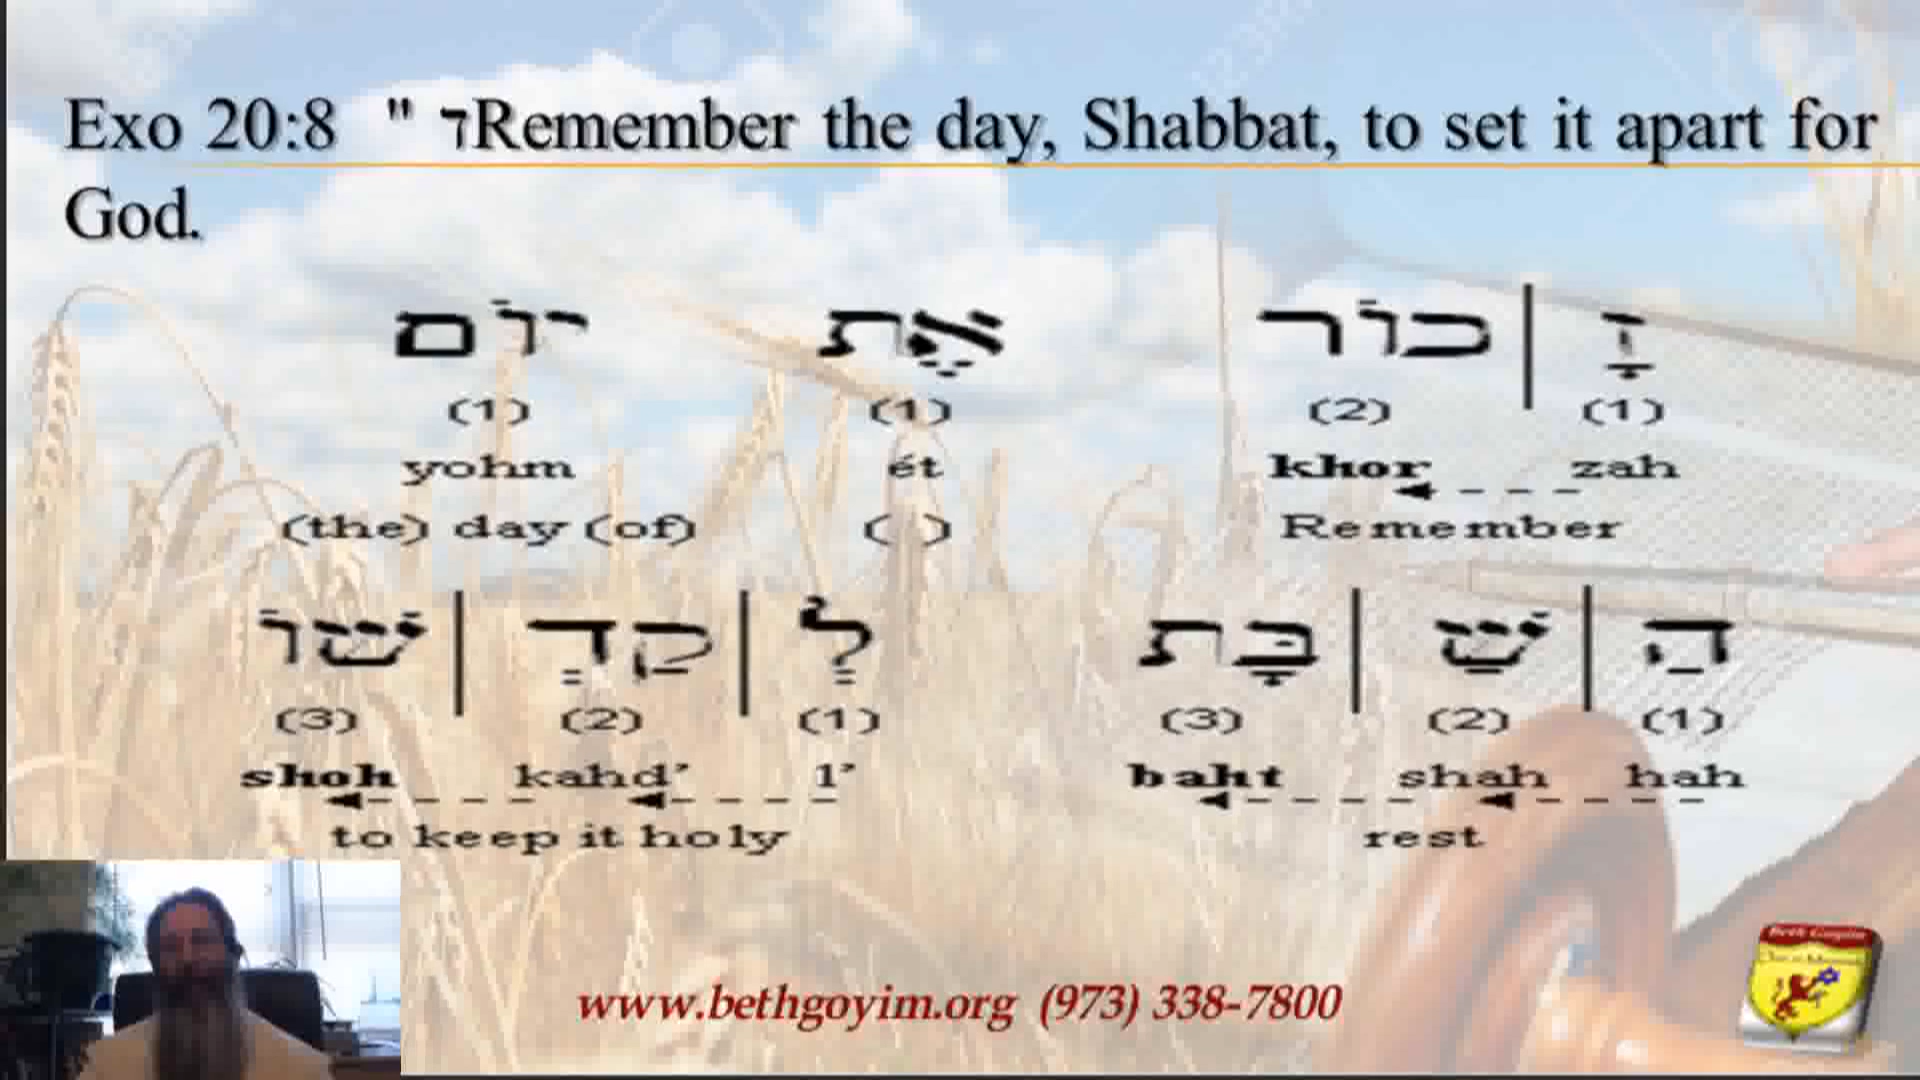 Exo 20:8 " דRemember the day, Shabbat, to set it apart for
God.
זָ | כוֹר אֶת יוֹם
(1) (1) (2) (1)
yohm ét khor zah
(the) day (of) ( ) Remember
הַ | שַּׁ | בָּת לְ | קַדְּ | שׁוֹ
(3) (2) (1) (3) (2) (1)
shoh kahd’ l’ baht shah hah
to keep it holy rest
www.bethgoyim.org (973) 338-7800
Beth Goyim